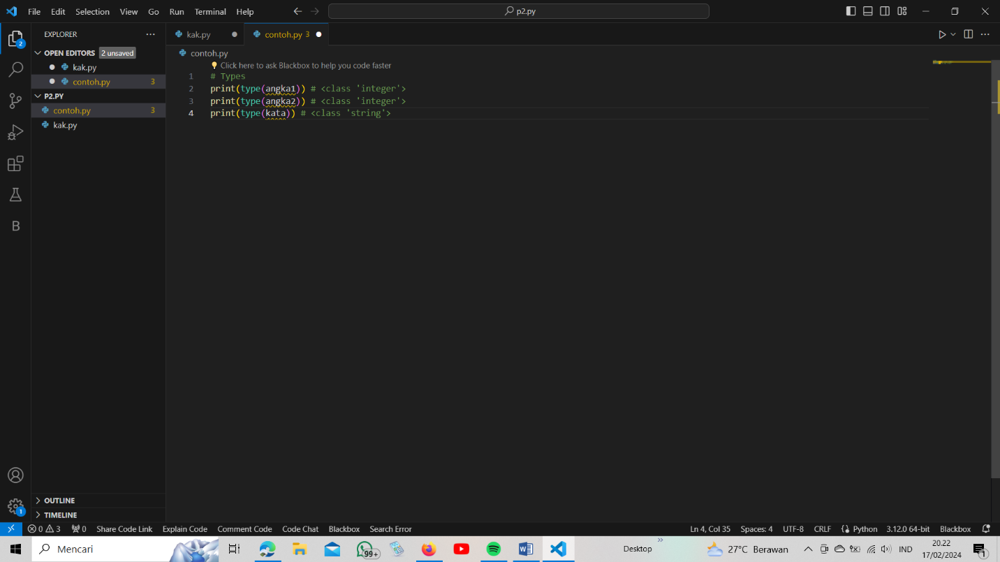 File Edit Selection View Go Run Terminal Help p2.py
EXPLORER
OPEN EDITORS 2 unsaved
kak.py
contoh.py 3
P2.PY
contoh.py 3
kak.py
OUTLINE
TIMELINE
2
B
1
kak.py contoh.py 3
contoh.py
Click here to ask Blackbox to help you code faster
1 # Types
2 print(type(angka1)) # <class 'integer'>
3 print(type(angka2)) # <class 'integer'>
4 print(type(kata)) # <class 'string'>
0 3 0 Share Code Link Explain Code Comment Code Code Chat Blackbox Search Error Ln 4, Col 35 Spaces: 4 UTF-8 CRLF Python 3.12.0 64-bit Blackbox
Mencari 99+ Desktop 27°C Berawan IND 20.22
17/02/2024 1